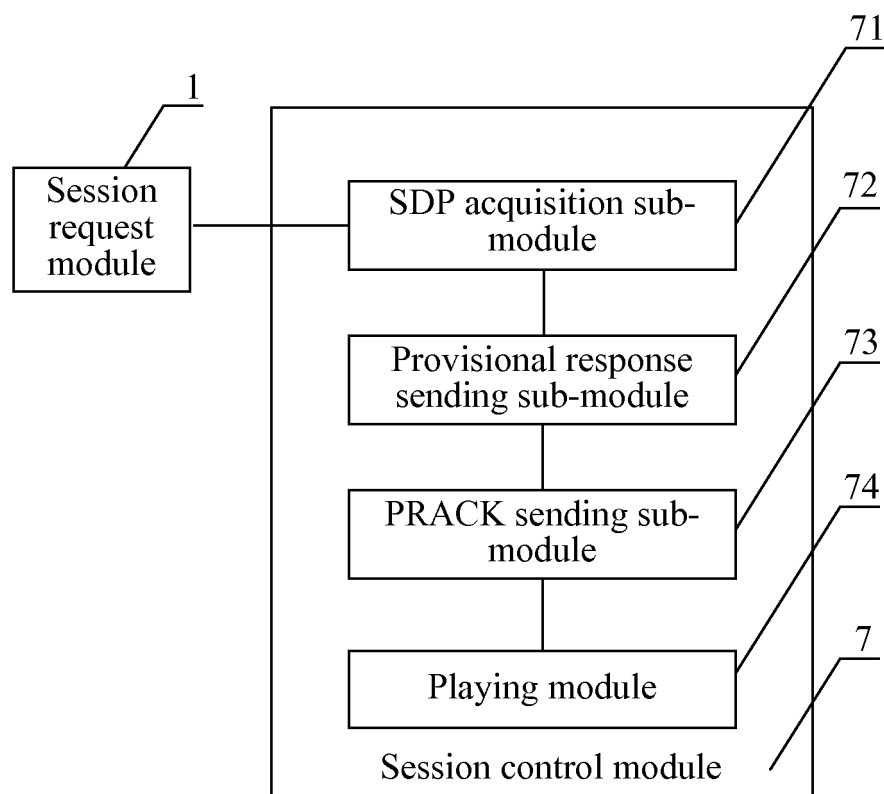 71
1
Session
request
module
SDP acquisition sub-
module
72
Provisional response
sending sub-module
73
PRACK sending sub-
module
74
Playing module
7
Session control module